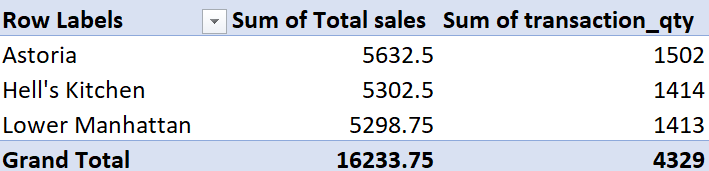 Row Labels Sum of Total sales Sum of transaction_qty
Astoria 5632.5 1502
Hell's Kitchen 5302.5 1414
Lower Manhattan 5298.75 1413
Grand Total 16233.75 4329